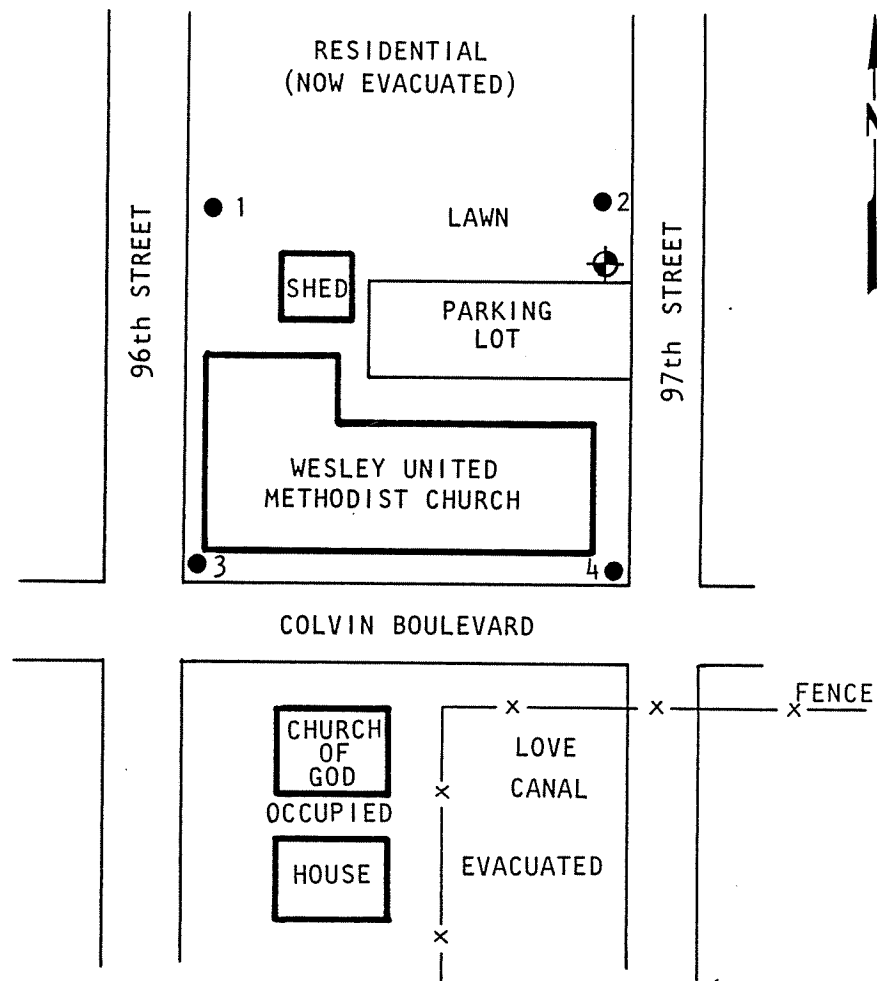 RESIDENTIAL
(NOW EVACUATED)
N
1
LAWN
2
96th STREET
SHED
PARKING
LOT
97th STREET
WESLEY UNITED
METHODIST CHURCH
3
4
COLVIN BOULEVARD
FENCE
CHURCH
OF
GOD
LOVE
CANAL
OCCUPIED
HOUSE
EVACUATED